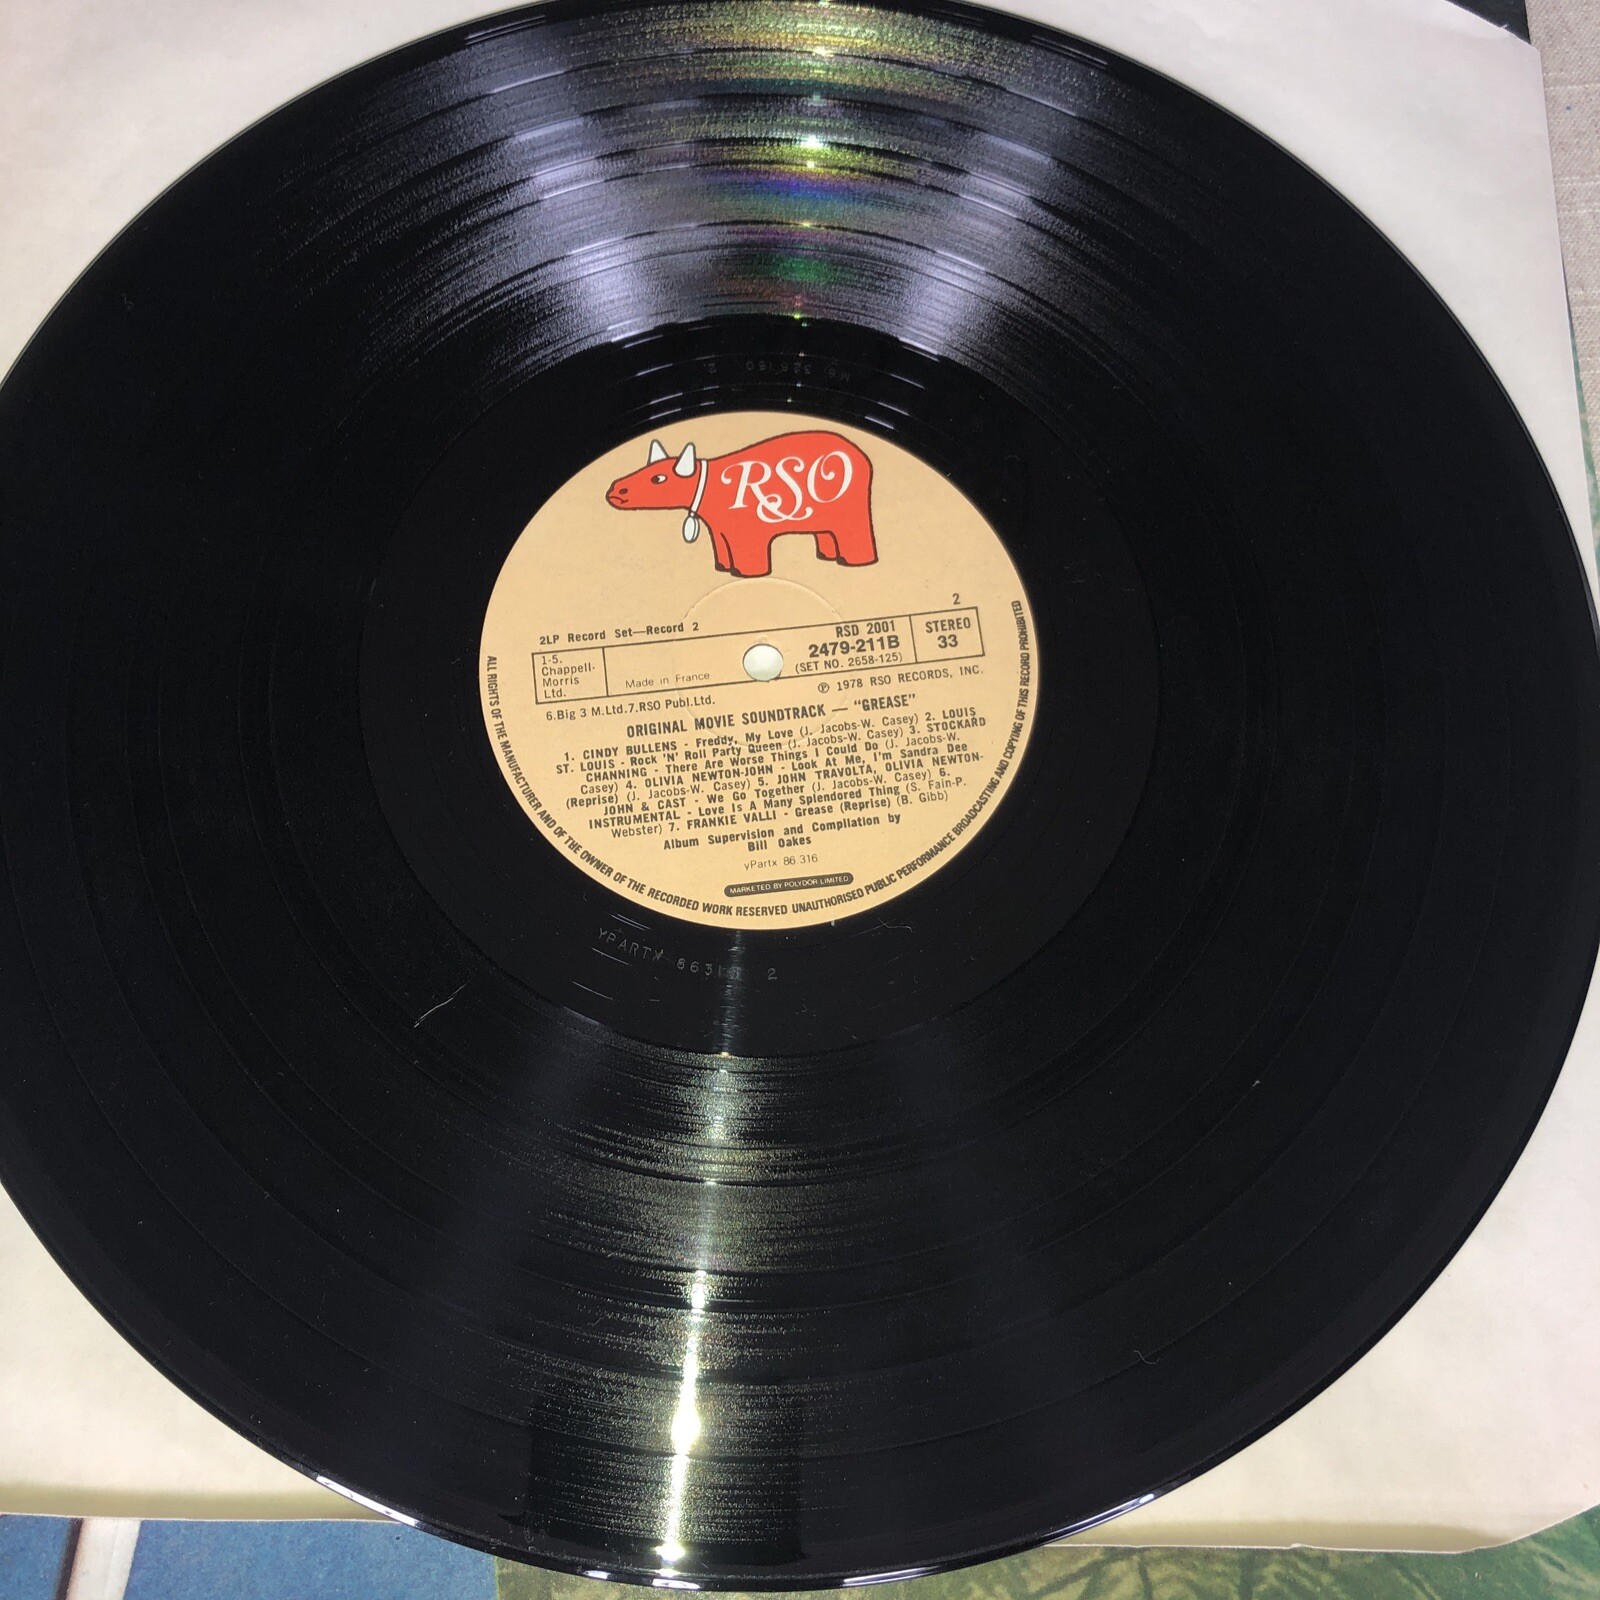 RSO
2
2LP Record Set—Record 2
1-5.
Chappell-
Morris
Ltd.
Made in France
RSD 2001
2479-211B
(SET NO. 2658-125)
STEREO
33
6.Big 3 M.Ltd.7.RSO Publ.Ltd.
℗ 1978 RSO RECORDS, INC.
ORIGINAL MOVIE SOUNDTRACK — "GREASE"
1. CINDY BULLENS - Freddy, My Love (J. Jacobs-W. Casey) 2. LOUIS
ST. LOUIS - Rock 'N' Roll Party Queen (J. Jacobs-W. Casey) 3. STOCKARD
CHANNING - There Are Worse Things I Could Do (J. Jacobs-W.
Casey) 4. OLIVIA NEWTON-JOHN - Look At Me, I'm Sandra Dee
(Reprise) (J. Jacobs-W. Casey) 5. JOHN TRAVOLTA, OLIVIA NEWTON-
JOHN & CAST - We Go Together (J. Jacobs-W. Casey) 6.
INSTRUMENTAL - Love Is A Many Splendored Thing (S. Fain-P.
Webster) 7. FRANKIE VALLI - Grease (Reprise) (B. Gibb)
Album Supervision and Compilation by
Bill Oakes
yPartx 86.316
MARKETED BY POLYDOR LIMITED
ALL RIGHTS OF THE MANUFACTURER AND OF THE OWNER OF THE RECORDED WORK RESERVED UNAUTHORISED PUBLIC PERFORMANCE BROADCASTING AND COPYING OF THIS RECORD PROHIBITED
YPARTX 86316 2